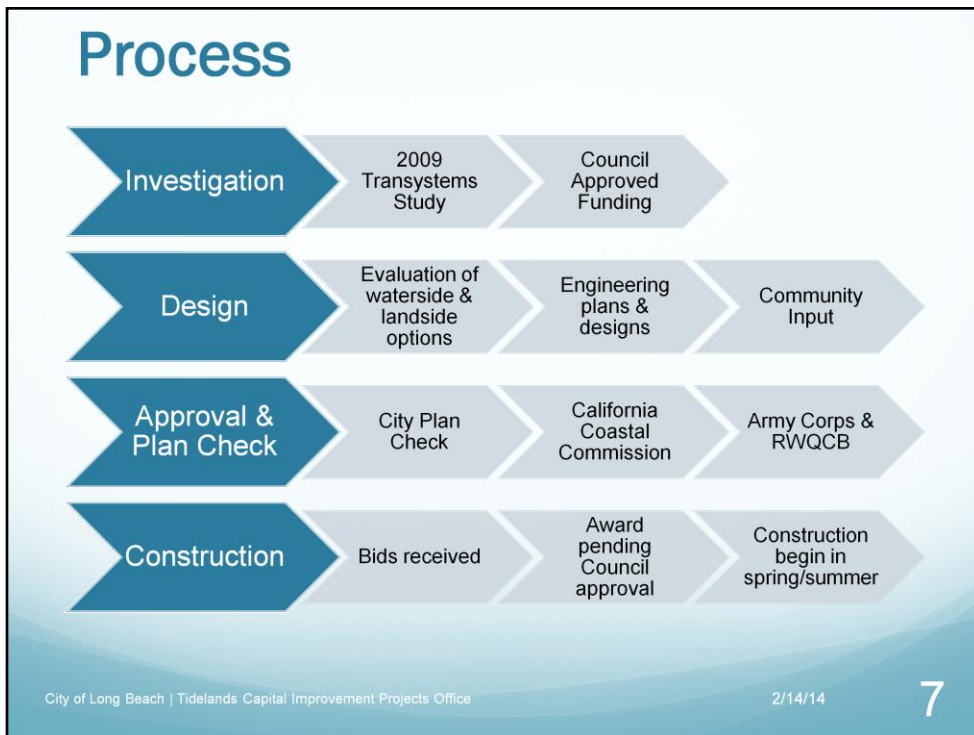 Process
Investigation
2009
Transystems
Study
Council
Approved
Funding
Design
Evaluation of
waterside &
landside
options
Engineering
plans &
designs
Community
Input
Approval &
Plan Check
City Plan
Check
California
Coastal
Commission
Army Corps &
RWQCB
Construction
Bids received
Award
pending
Council
approval
Construction
begin in
spring/summer
City of Long Beach | Tidelands Capital Improvement Projects Office
2/14/14
7